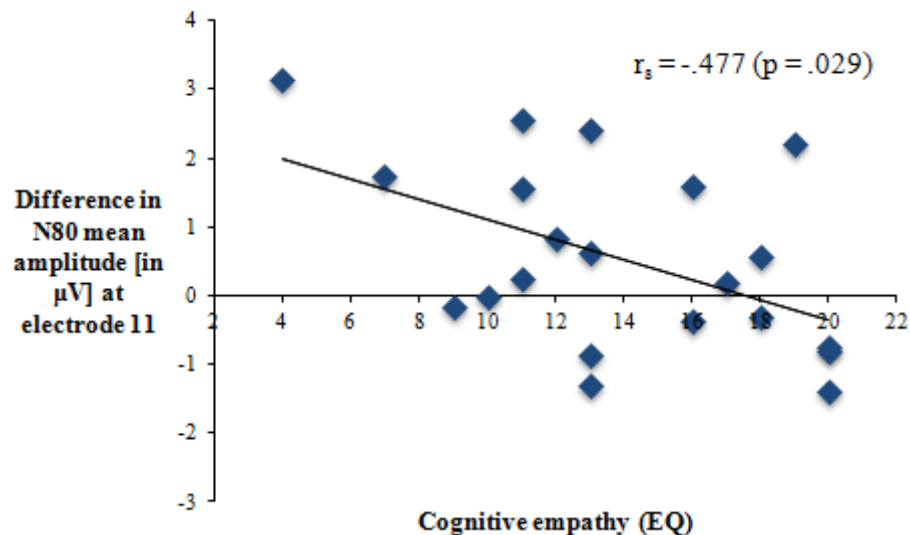 4
3
2
1
0
-1
-2
-3
2
4
6
8
10
12
14
16
18
20
22
r_s = -.477 (p = .029)
Difference in
N80 mean
amplitude [in
µV] at
electrode 11
Cognitive empathy (EQ)